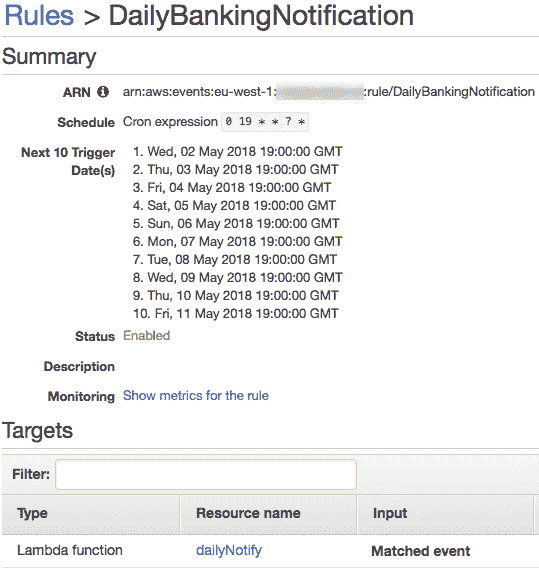 Rules > DailyBankingNotification
Summary
ARN arn:aws:events:eu-west-1: :rule/DailyBankingNotification
Schedule Cron expression 0 19 * * ? *
Next 10 Trigger Date(s)
1. Wed, 02 May 2018 19:00:00 GMT
2. Thu, 03 May 2018 19:00:00 GMT
3. Fri, 04 May 2018 19:00:00 GMT
4. Sat, 05 May 2018 19:00:00 GMT
5. Sun, 06 May 2018 19:00:00 GMT
6. Mon, 07 May 2018 19:00:00 GMT
7. Tue, 08 May 2018 19:00:00 GMT
8. Wed, 09 May 2018 19:00:00 GMT
9. Thu, 10 May 2018 19:00:00 GMT
10. Fri, 11 May 2018 19:00:00 GMT
Status Enabled
Description
Monitoring Show metrics for the rule
Targets
Filter:
Type Resource name Input
Lambda function dailyNotify Matched event